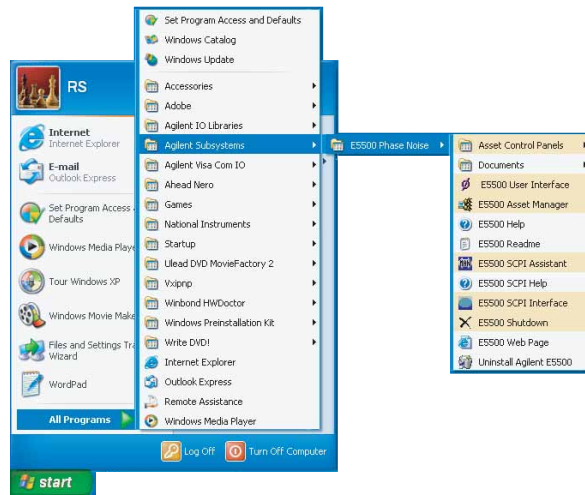 RS
Internet
Internet Explorer
E-mail
Outlook Express
Set Program Access
Defaults
Windows Media Playe
Tour Windows XP
Windows Movie Make
Files and Settings Tra
Wizard
WordPad
All Programs
Log Off
Turn Off Computer
start
Set Program Access and Defaults
Windows Catalog
Windows Update
Accessories
Adobe
Agilent IO Libraries
Agilent Subsystems
Agilent Visa Com IO
Ahead Nero
Games
National Instruments
Startup
Ulead DVD MovieFactory 2
Vxipnp
Winbond HWDoctor
Windows Preinstallation Kit
Write DVD!
Internet Explorer
Outlook Express
Remote Assistance
Windows Media Player
E5500 Phase Noise
Asset Control Panels
Documents
E5500 User Interface
E5500 Asset Manager
E5500 Help
E5500 Readme
E5500 SCPI Assistant
E5500 SCPI Help
E5500 SCPI Interface
E5500 Shutdown
E5500 Web Page
Uninstall Agilent E5500